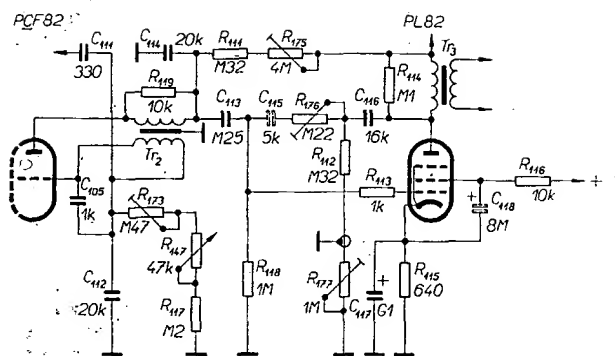 PCF82
C111
330
C114
20k
R111
M32
R175
4M
PL82
Tr3
R119
10k
C113
M25
C115
5k
R176
M22
C116
16k
R114
M1
Tr2
R112
M32
R113
1k
R116
10k
+
C118
+
8M
C105
1k
R173
M47
R147
47k
C112
20k
R117
M2
R118
1M
R177
1M
C117
+
G1
R115
640